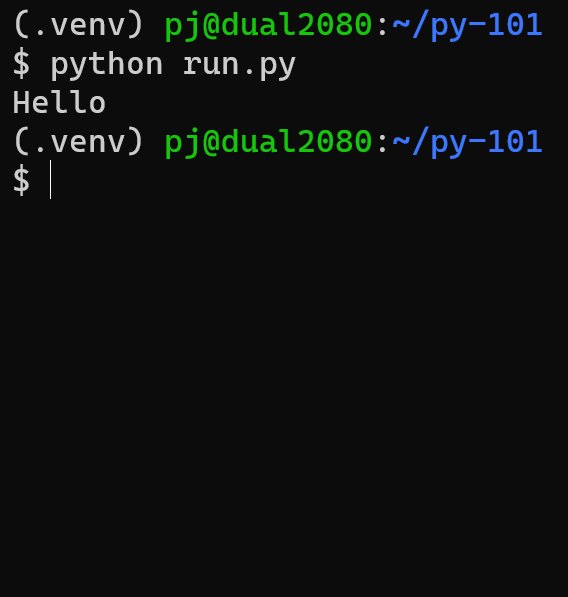 (.venv) pj@dual2080:~/py-101
$ python run.py
Hello
(.venv) pj@dual2080:~/py-101
$